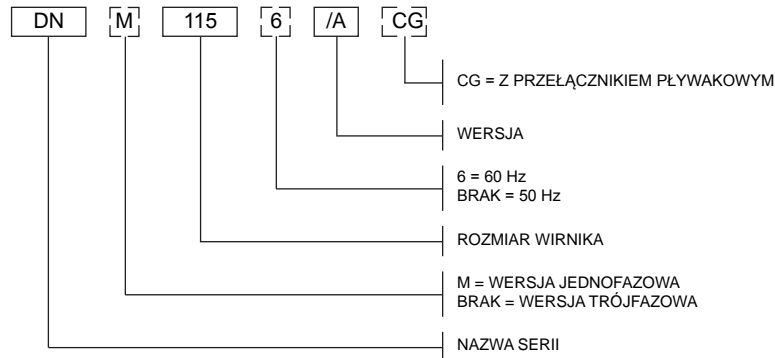 DN M 115 6 /A CG
CG = Z PRZEŁĄCZNIKIEM PŁYWAKOWYM
WERSJA
6 = 60 Hz
BRAK = 50 Hz
ROZMIAR WIRNIKA
M = WERSJA JEDNOFAZOWA
BRAK = WERSJA TRÓJFAZOWA
NAZWA SERII